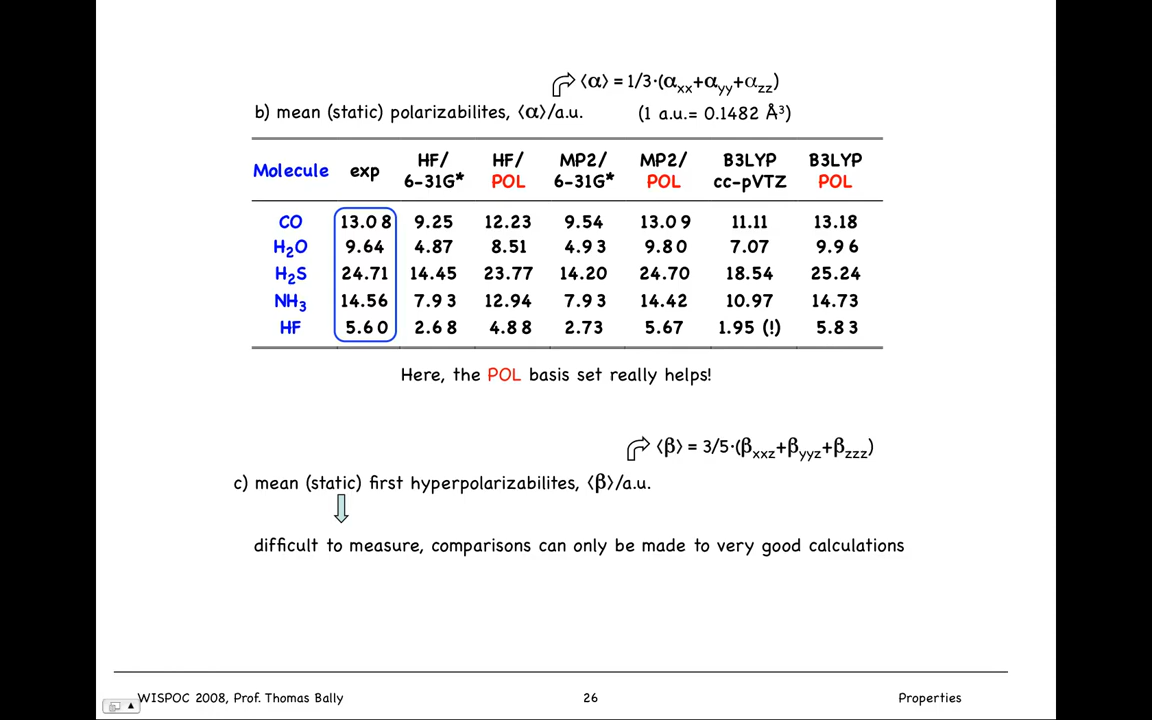 ⟨α⟩ = 1/3·(αxx+αyy+αzz)
b) mean (static) polarizabilites, ⟨α⟩/a.u. (1 a.u.= 0.1482 Å³)
Molecule exp HF/ 6-31G* HF/ POL MP2/ 6-31G* MP2/ POL B3LYP cc-pVTZ B3LYP POL
CO 13.08 9.25 12.23 9.54 13.09 11.11 13.18
H₂O 9.64 4.87 8.51 4.93 9.80 7.07 9.96
H₂S 24.71 14.45 23.77 14.20 24.70 18.54 25.24
NH₃ 14.56 7.93 12.94 7.93 14.42 10.97 14.73
HF 5.60 2.68 4.88 2.73 5.67 1.95 (!) 5.83
Here, the POL basis set really helps!
⟨β⟩ = 3/5·(βxxz+βyyz+βzzz)
c) mean (static) first hyperpolarizabilites, ⟨β⟩/a.u.
difficult to measure, comparisons can only be made to very good calculations
WISPOC 2008, Prof. Thomas Bally 26 Properties